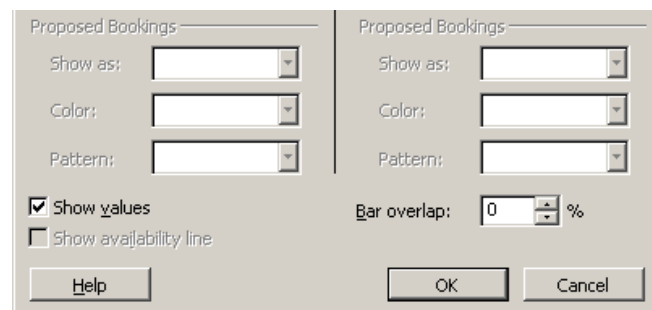 Proposed Bookings Proposed Bookings
Show as: Show as:
Color: Color:
Pattern: Pattern:
Show values Bar overlap: 0 %
Show availability line
Help OK Cancel